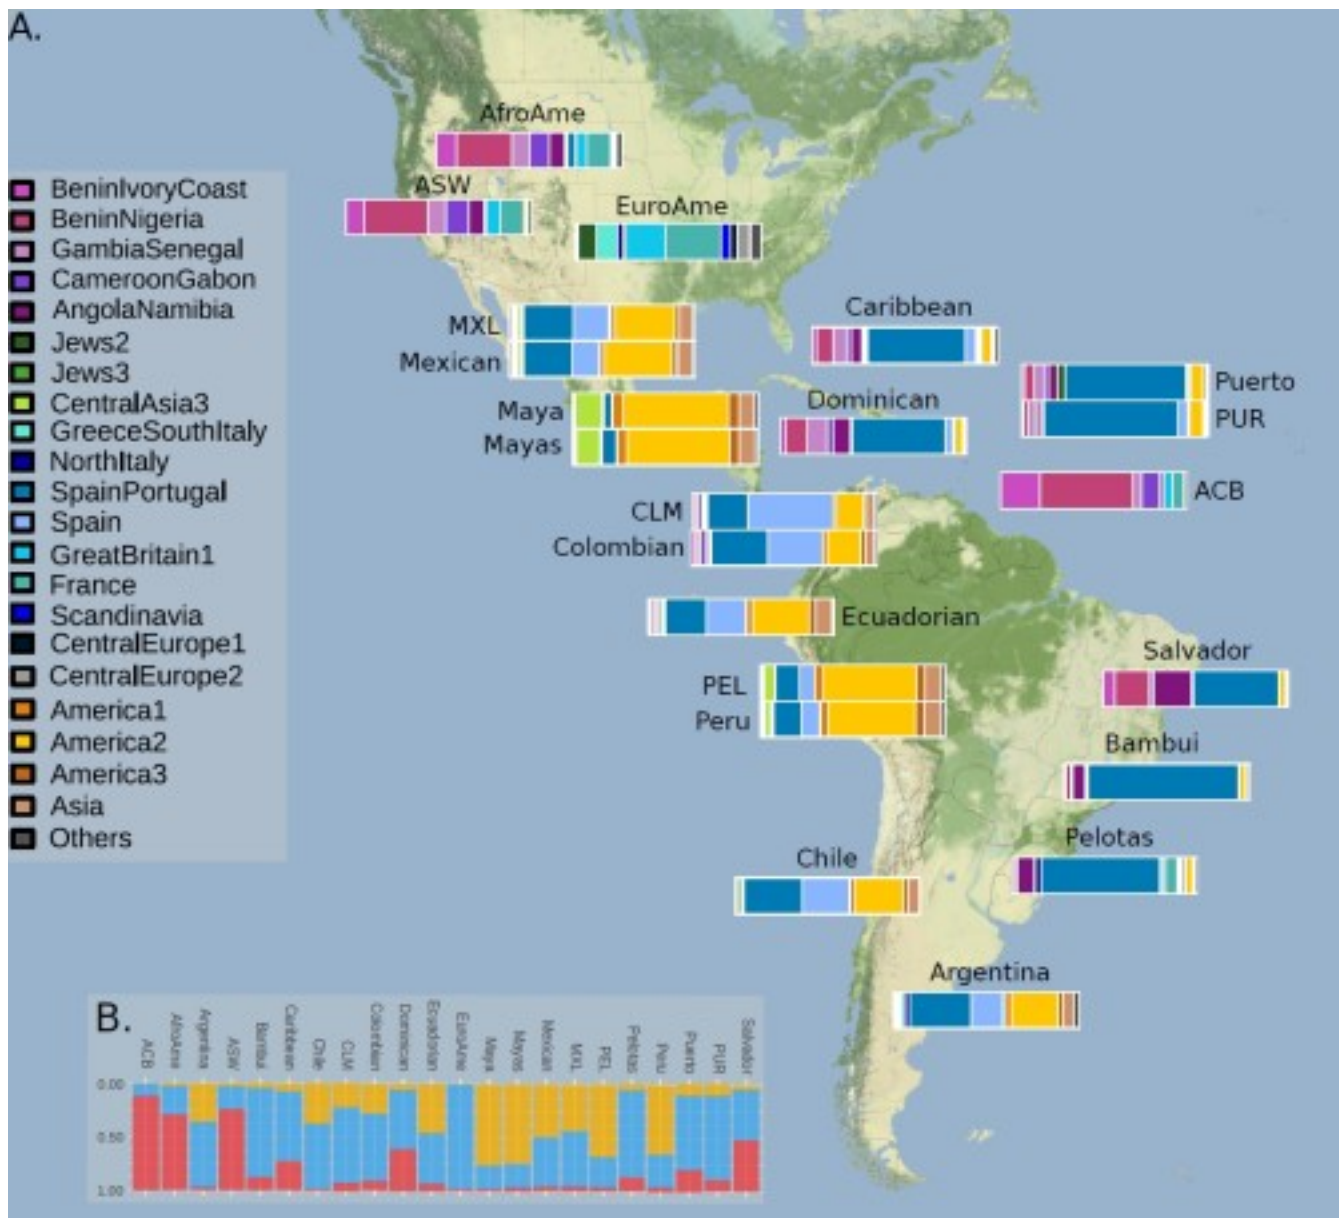 A.
AfroAme
ASW
EuroAme
BeninIvoryCoast
BeninNigeria
GambiaSenegal
CameroonGabon
AngolaNamibia
Jews2
Jews3
CentralAsia3
GreeceSouthItaly
NorthItaly
SpainPortugal
Spain
GreatBritain1
France
Scandinavia
CentralEurope1
CentralEurope2
America1
America2
America3
Asia
Others
MXL
Mexican
Caribbean
Maya
Mayas
Dominican
Puerto
PUR
ACB
CLM
Colombian
Ecuadorian
PEL
Peru
Salvador
Bambui
Pelotas
Chile
Argentina
B.
ACB
AfroAme
Argentina
ASW
Bambui
Caribbean
Chile
CLM
Colombian
Dominican
Ecuadorian
EuroAme
Maya
Mayas
Mexican
MXL
PEL
Pelotas
Peru
Puerto
PUR
Salvador
0.00
0.50
1.00